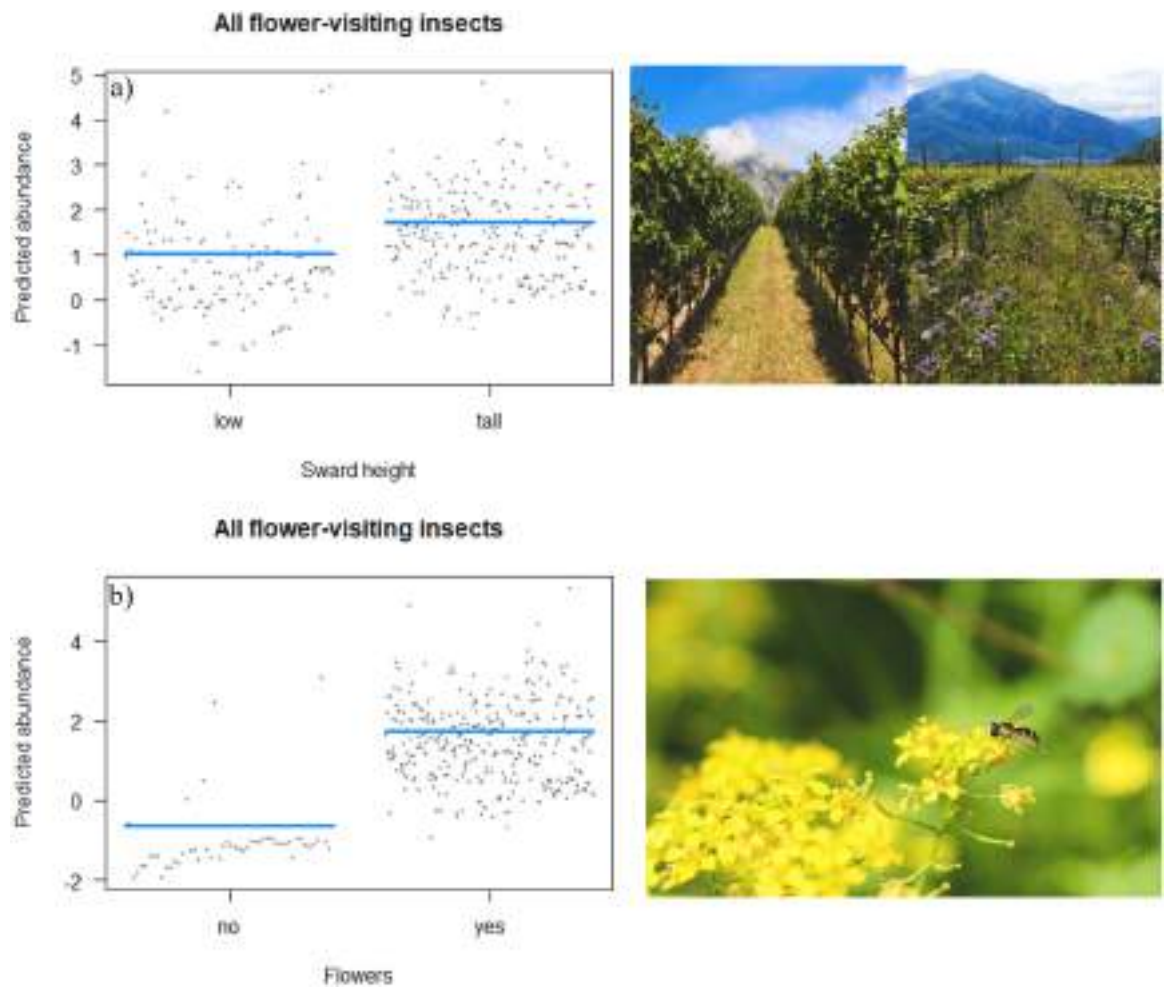 All flower-visiting insects
a)
Predicted abundance
5
4
3
2
1
0
-1
low
tall
Sward height
All flower-visiting insects
b)
Predicted abundance
4
2
0
-2
no
yes
Flowers